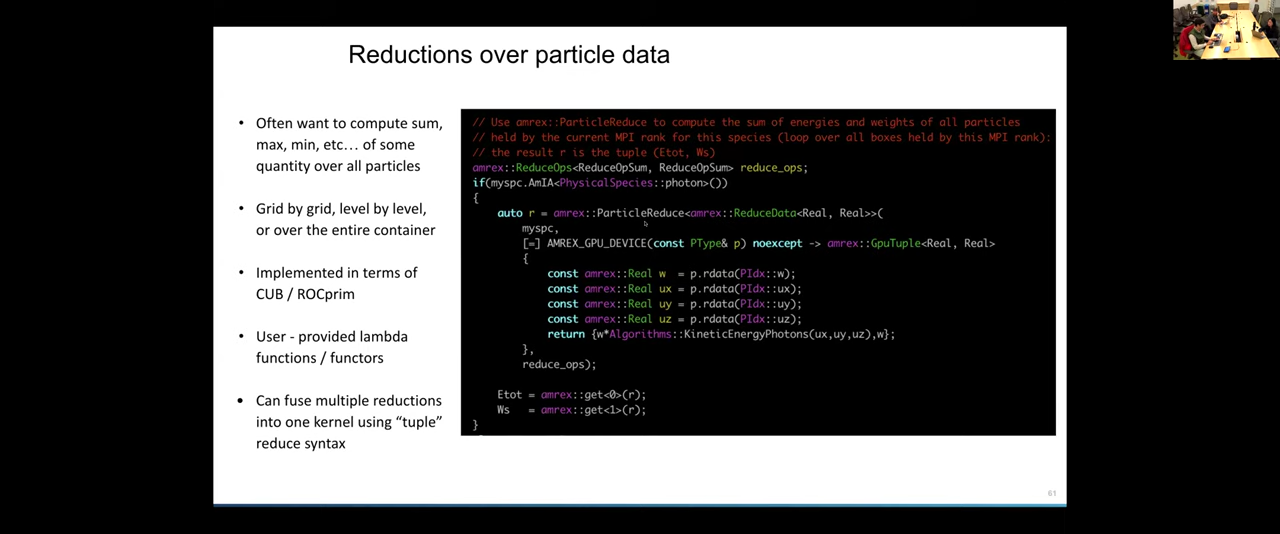 Reductions over particle data
• Often want to compute sum,
max, min, etc… of some
quantity over all particles
• Grid by grid, level by level,
or over the entire container
• Implemented in terms of
CUB / ROCprim
• User - provided lambda
functions / functors
• Can fuse multiple reductions
into one kernel using “tuple”
reduce syntax
// Use amrex::ParticleReduce to compute the sum of energies and weights of all particles
// held by the current MPI rank for this species (loop over all boxes held by this MPI rank):
// the result r is the tuple (Etot, Ws)
amrex::ReduceOps<ReduceOpSum, ReduceOpSum> reduce_ops;
if(myspc.AmIA<PhysicalSpecies::photon>())
{
auto r = amrex::ParticleReduce<amrex::ReduceData<Real, Real>>(
myspc,
[=] AMREX_GPU_DEVICE(const PType& p) noexcept -> amrex::GpuTuple<Real, Real>
{
const amrex::Real w = p.rdata(PIdx::w);
const amrex::Real ux = p.rdata(PIdx::ux);
const amrex::Real uy = p.rdata(PIdx::uy);
const amrex::Real uz = p.rdata(PIdx::uz);
return {w*Algorithms::KineticEnergyPhotons(ux,uy,uz),w};
},
reduce_ops);
Etot = amrex::get<0>(r);
Ws = amrex::get<1>(r);
}
61